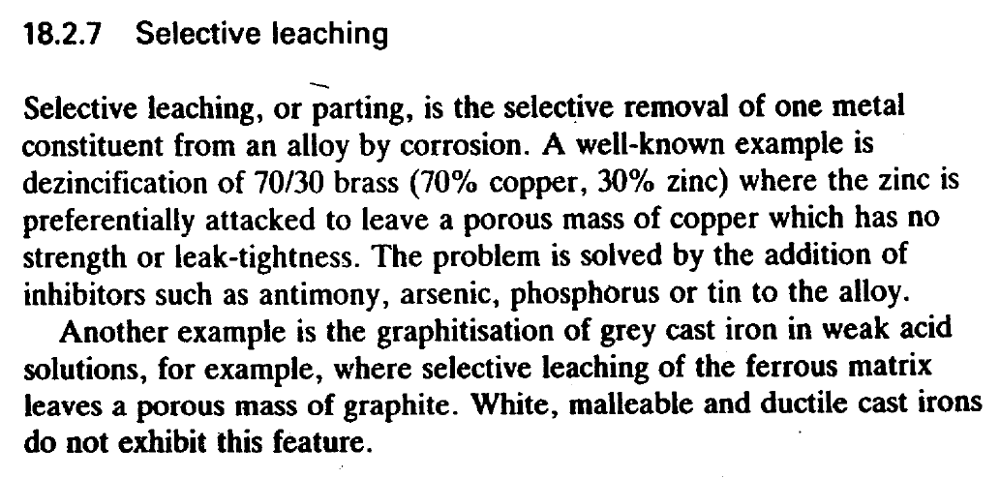 18.2.7 Selective leaching
Selective leaching, or parting, is the selective removal of one metal
constituent from an alloy by corrosion. A well-known example is
dezincification of 70/30 brass (70% copper, 30% zinc) where the zinc is
preferentially attacked to leave a porous mass of copper which has no
strength or leak-tightness. The problem is solved by the addition of
inhibitors such as antimony, arsenic, phosphorus or tin to the alloy.
Another example is the graphitisation of grey cast iron in weak acid
solutions, for example, where selective leaching of the ferrous matrix
leaves a porous mass of graphite. White, malleable and ductile cast irons
do not exhibit this feature.